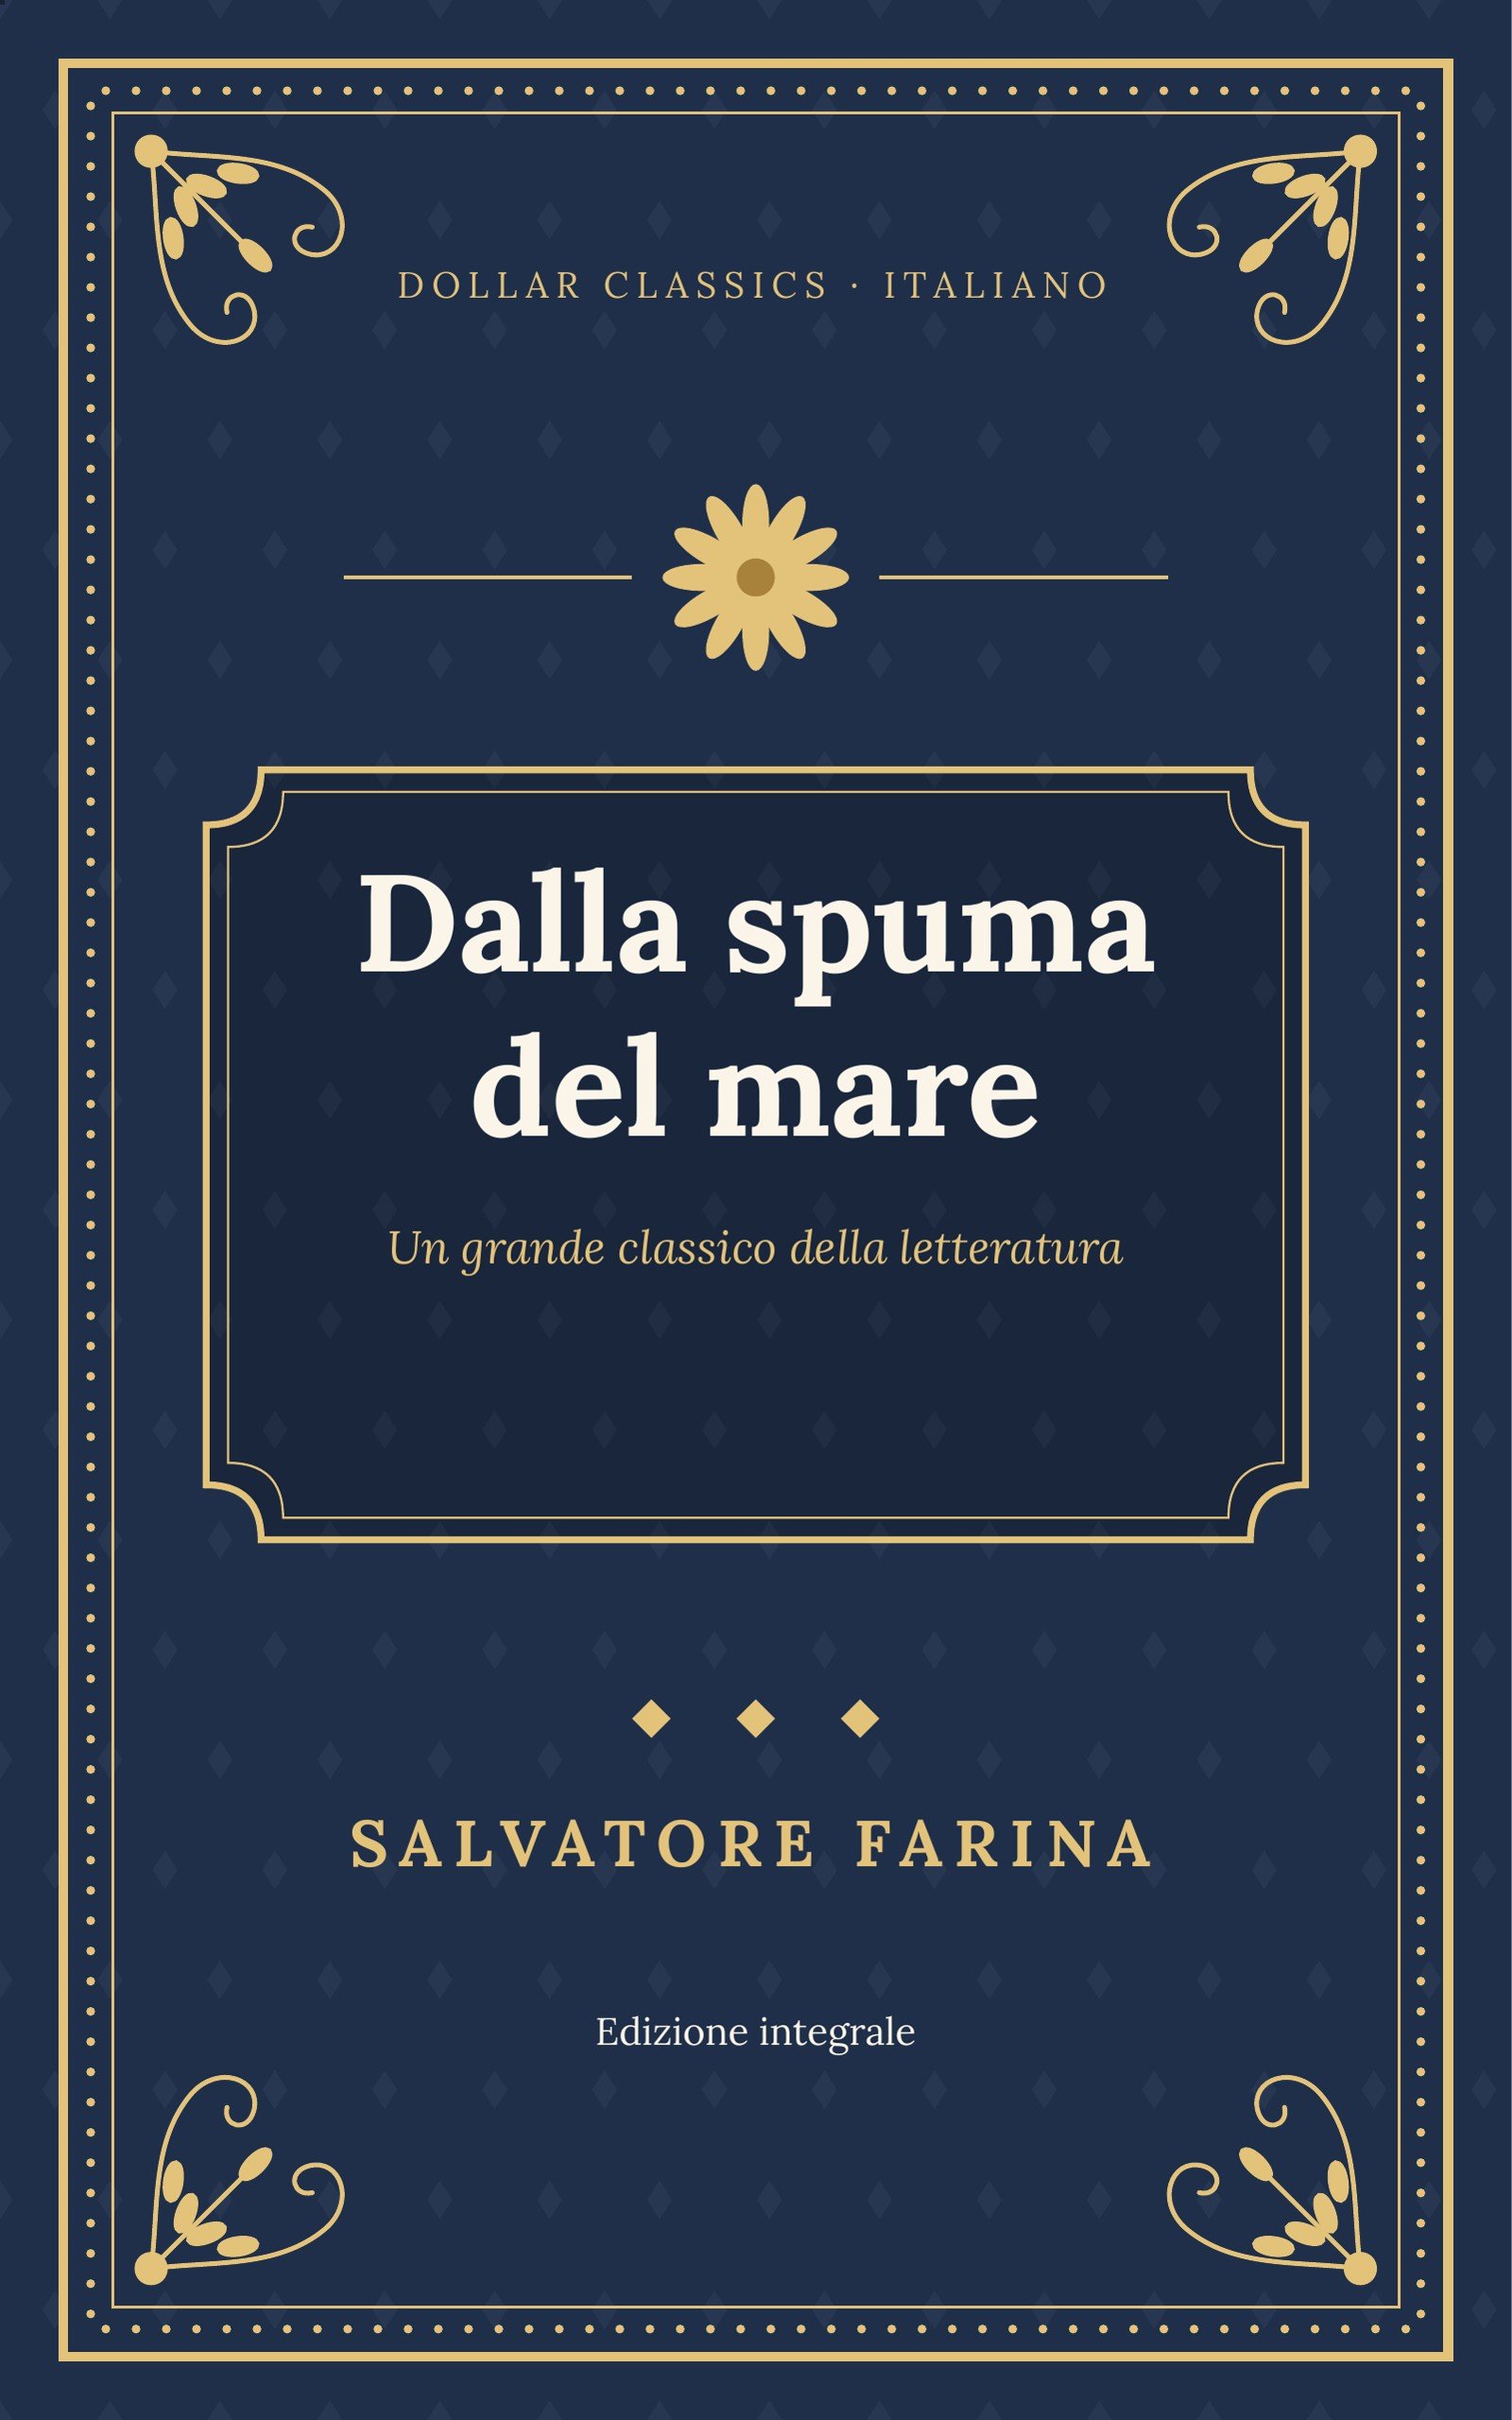 DOLLAR CLASSICS · ITALIANO
Dalla spuma
del mare
Un grande classico della letteratura
SALVATORE FARINA
Edizione integrale